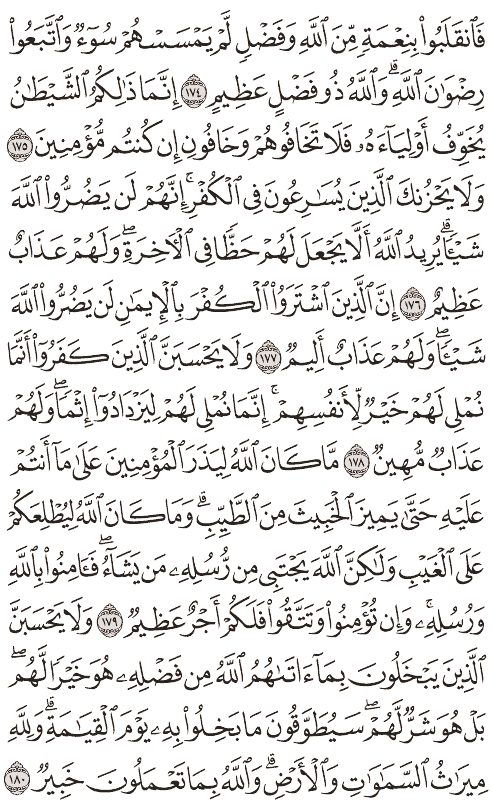 فَٱنقَلَبُوا۟ بِنِعْمَةٍ مِّنَ ٱللَّهِ وَفَضْلٍ لَّمْ يَمْسَسْهُمْ سُوٓءٌ وَٱتَّبَعُوا۟
رِضْوَٰنَ ٱللَّهِ ۗ وَٱللَّهُ ذُو فَضْلٍ عَظِيمٍ ١٧٤ إِنَّمَا ذَٰلِكُمُ ٱلشَّيْطَٰنُ
يُخَوِّفُ أَوْلِيَآءَهُۥ فَلَا تَخَافُوهُمْ وَخَافُونِ إِن كُنتُم مُّؤْمِنِينَ ١٧٥
وَلَا يَحْزُنكَ ٱلَّذِينَ يُسَٰرِعُونَ فِى ٱلْكُفْرِ ۚ إِنَّهُمْ لَن يَضُرُّوا۟ ٱللَّهَ
شَيْـًٔا ۗ يُرِيدُ ٱللَّهُ أَلَّا يَجْعَلَ لَهُمْ حَظًّا فِى ٱلْـَٔاخِرَةِ ۖ وَلَهُمْ عَذَابٌ
عَظِيمٌ ١٧٦ إِنَّ ٱلَّذِينَ ٱشْتَرَوُا۟ ٱلْكُفْرَ بِٱلْإِيمَٰنِ لَن يَضُرُّوا۟ ٱللَّهَ
شَيْـًٔا ۖ وَلَهُمْ عَذَابٌ أَلِيمٌ ١٧٧ وَلَا يَحْسَبَنَّ ٱلَّذِينَ كَفَرُوٓا۟ أَنَّمَا
نُمْلِى لَهُمْ خَيْرٌ لِّأَنفُسِهِمْ ۚ إِنَّمَا نُمْلِى لَهُمْ لِيَزْدَادُوٓا۟ إِثْمًا ۖ وَلَهُمْ
عَذَابٌ مُّهِينٌ ١٧٨ مَّا كَانَ ٱللَّهُ لِيَذَرَ ٱلْمُؤْمِنِينَ عَلَىٰ مَآ أَنتُمْ
عَلَيْهِ حَتَّىٰ يَمِيزَ ٱلْخَبِيثَ مِنَ ٱلطَّيِّبِ ۗ وَمَا كَانَ ٱللَّهُ لِيُطْلِعَكُمْ
عَلَى ٱلْغَيْبِ وَلَٰكِنَّ ٱللَّهَ يَجْتَبِى مِن رُّسُلِهِۦ مَن يَشَآءُ ۖ فَـَٔامِنُوا۟ بِٱللَّهِ
وَرُسُلِهِۦ ۚ وَإِن تُؤْمِنُوا۟ وَتَتَّقُوا۟ فَلَكُمْ أَجْرٌ عَظِيمٌ ١٧٩ وَلَا يَحْسَبَنَّ
ٱلَّذِينَ يَبْخَلُونَ بِمَآ ءَاتَىٰهُمُ ٱللَّهُ مِن فَضْلِهِۦ هُوَ خَيْرًا لَّهُم ۖ
بَلْ هُوَ شَرٌّ لَّهُمْ ۖ سَيُطَوَّقُونَ مَا بَخِلُوا۟ بِهِۦ يَوْمَ ٱلْقِيَٰمَةِ ۗ وَلِلَّهِ
مِيرَٰثُ ٱلسَّمَٰوَٰتِ وَٱلْأَرْضِ ۗ وَٱللَّهُ بِمَا تَعْمَلُونَ خَبِيرٌ ١٨٠